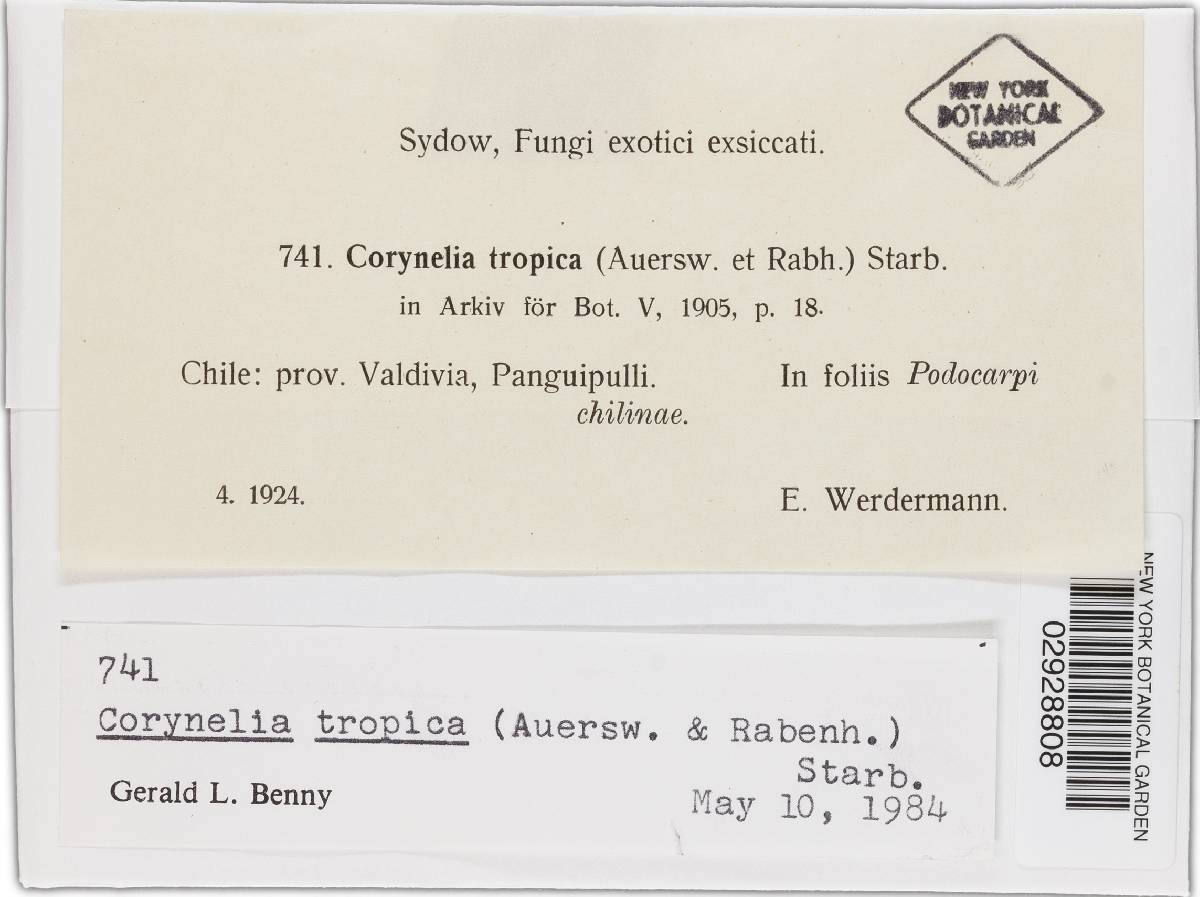 NEW YORK
BOTANICAL
GARDEN
Sydow, Fungi exotici exsiccati.
741. Corynelia tropica (Auersw. et Rabh.) Starb.
in Arkiv för Bot. V, 1905, p. 18.
Chile: prov. Valdivia, Panguipulli. In foliis Podocarpi
chilinae.
4. 1924. E. Werdermann.
741
Corynelia tropica (Auersw. & Rabenh.)
Starb.
Gerald L. Benny
May 10, 1984
NEW YORK BOTANICAL GARDEN
02928808